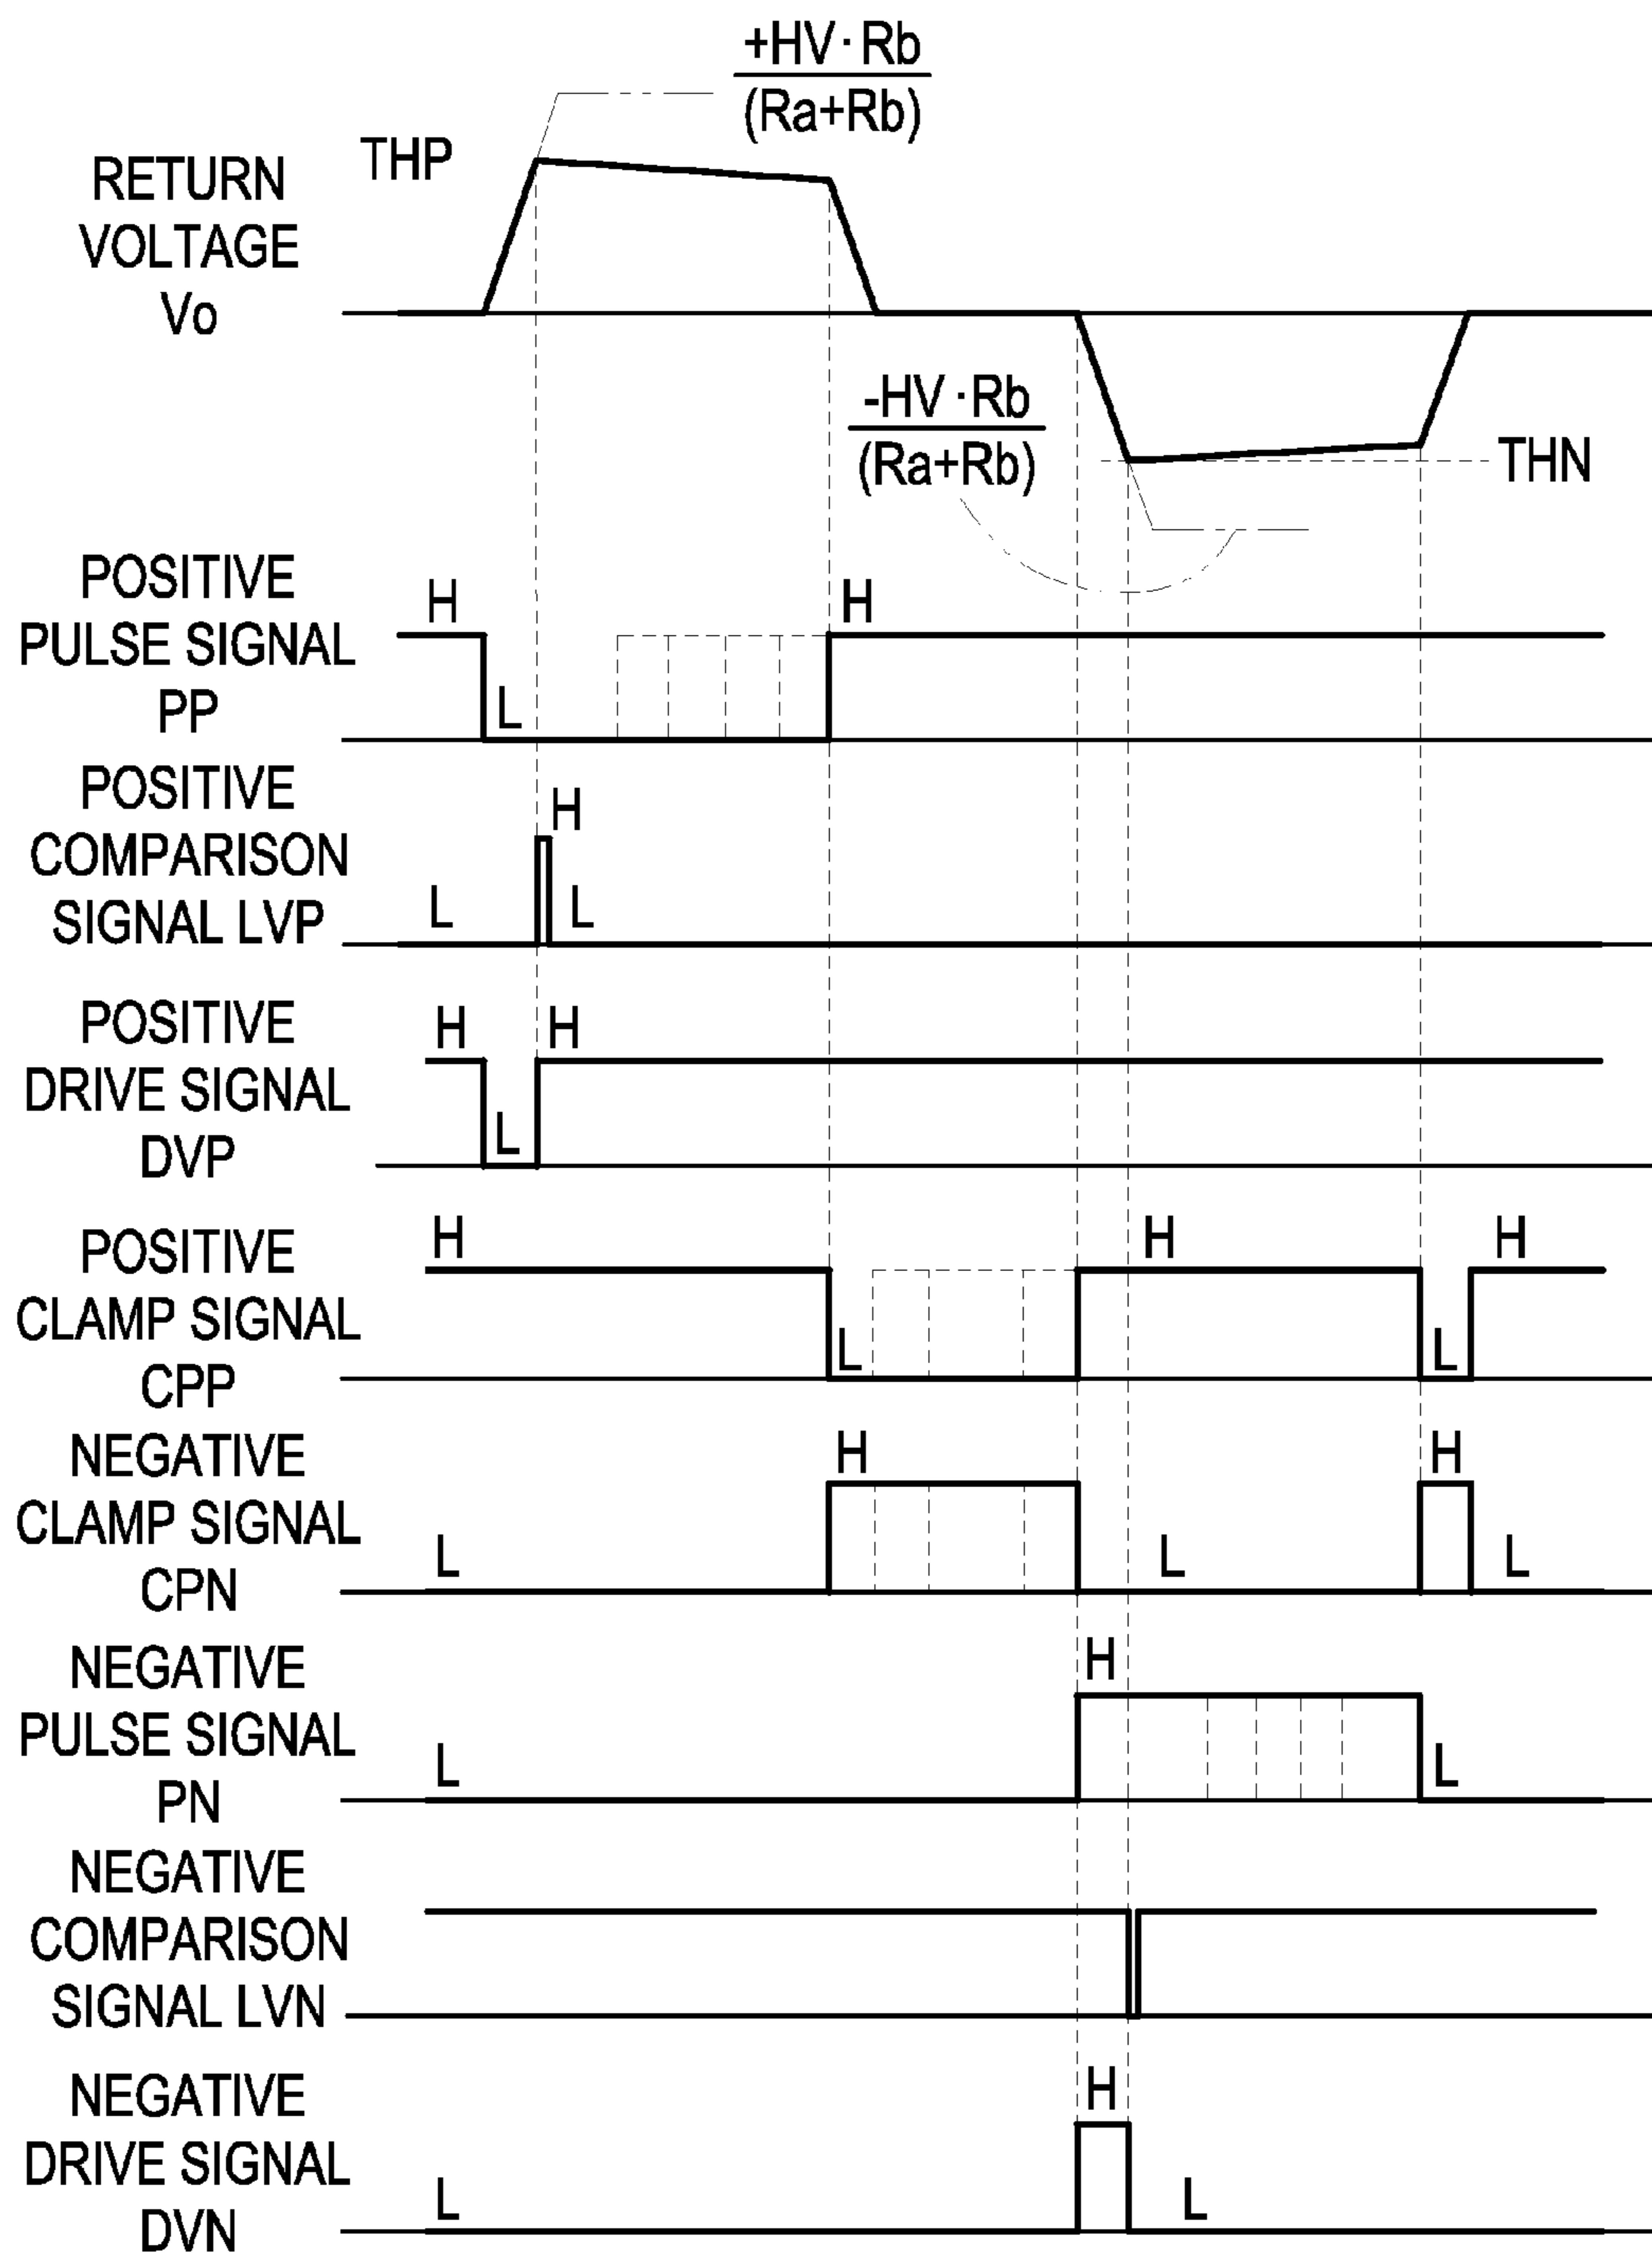 +HV·Rb
(Ra+Rb)
THP
RETURN
VOLTAGE
Vo
-HV·Rb
(Ra+Rb)
THN
POSITIVE
PULSE SIGNAL
PP
H
L
H
POSITIVE
COMPARISON
SIGNAL LVP
L
H
L
POSITIVE
DRIVE SIGNAL
DVP
H
L
H
POSITIVE
CLAMP SIGNAL
CPP
H
L
H
L
H
NEGATIVE
CLAMP SIGNAL
CPN
L
H
L
H
L
NEGATIVE
PULSE SIGNAL
PN
L
H
L
NEGATIVE
COMPARISON
SIGNAL LVN
NEGATIVE
DRIVE SIGNAL
DVN
L
H
L